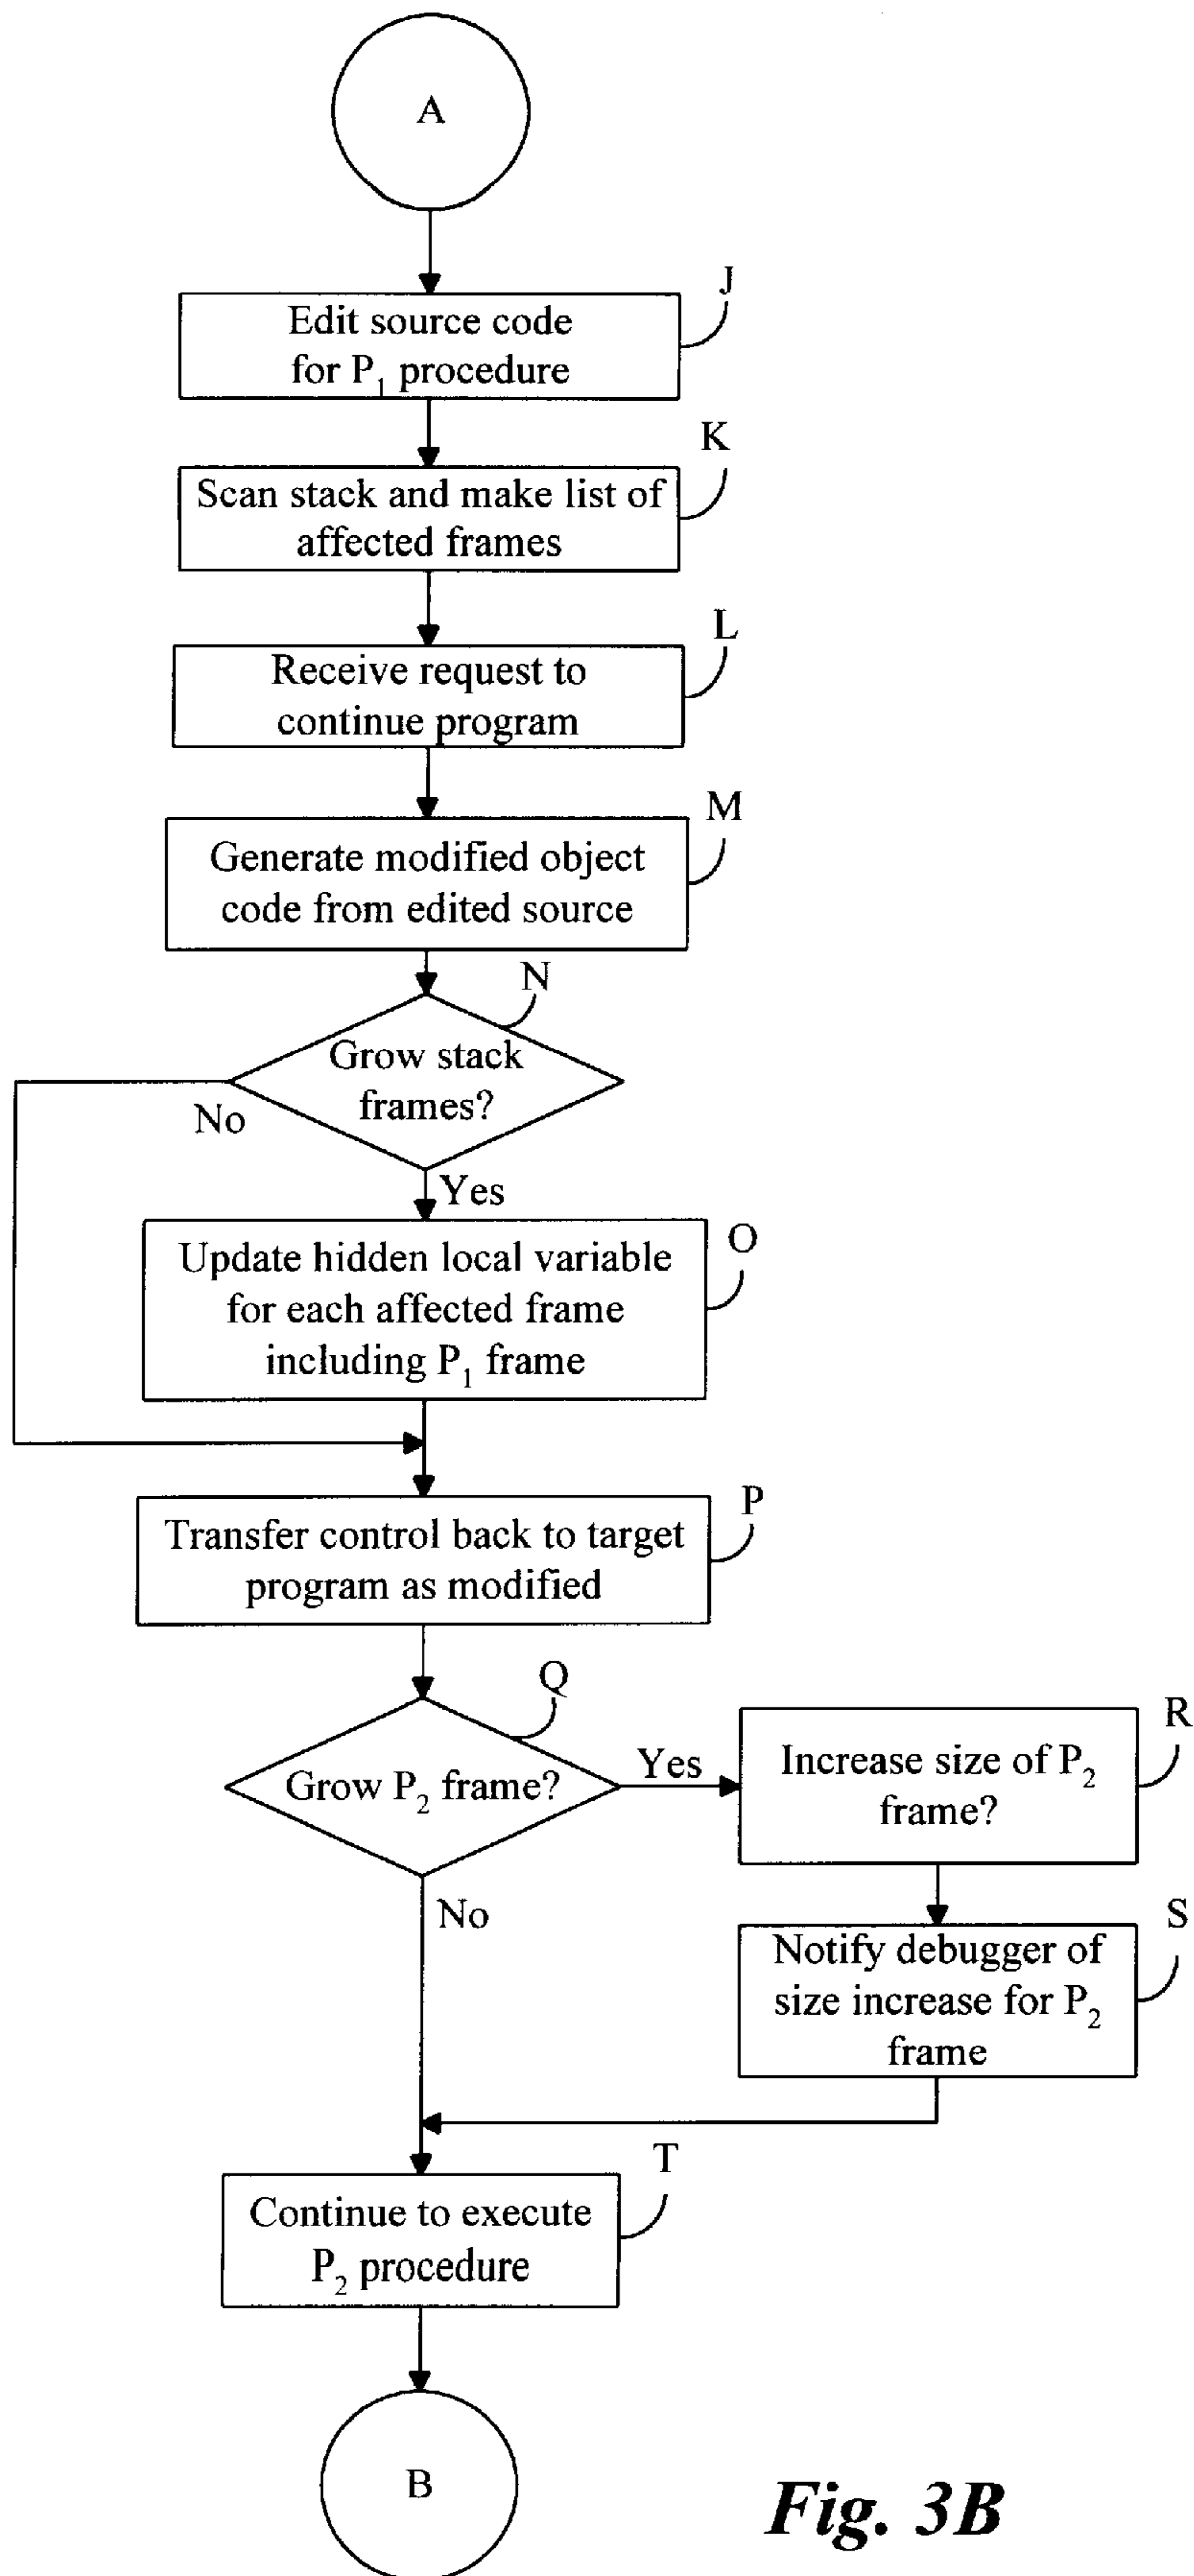 A
J
Edit source code
for P₁ procedure
K
Scan stack and make list of
affected frames
L
Receive request to
continue program
M
Generate modified object
code from edited source
N
Grow stack
frames?
No
Yes
O
Update hidden local variable
for each affected frame
including P₁ frame
P
Transfer control back to target
program as modified
Q
Grow P₂ frame?
Yes
R
Increase size of P₂
frame?
No
S
Notify debugger of
size increase for P₂
frame
T
Continue to execute
P₂ procedure
B
Fig. 3B